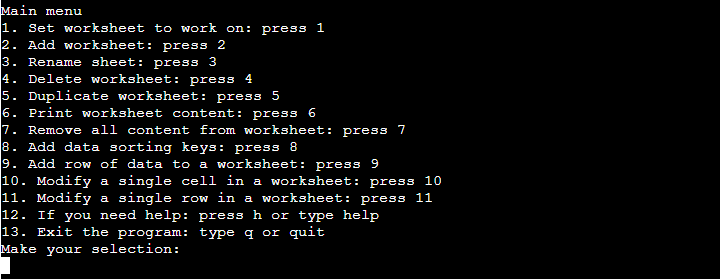 Main menu
1. Set worksheet to work on: press 1
2. Add worksheet: press 2
3. Rename sheet: press 3
4. Delete worksheet: press 4
5. Duplicate worksheet: press 5
6. Print worksheet content: press 6
7. Remove all content from worksheet: press 7
8. Add data sorting keys: press 8
9. Add row of data to a worksheet: press 9
10. Modify a single cell in a worksheet: press 10
11. Modify a single row in a worksheet: press 11
12. If you need help: press h or type help
13. Exit the program: type q or quit
Make your selection: